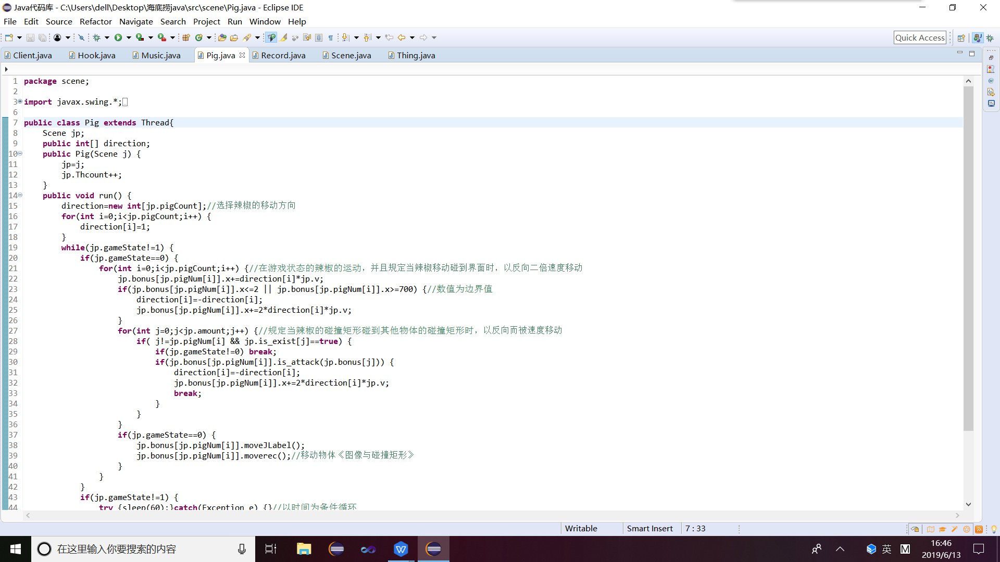 Java代码库 - C:\Users\dell\Desktop\海底捞java\src\scene\Pig.java - Eclipse IDE
File Edit Source Refactor Navigate Search Project Run Window Help
Quick Access
Client.java Hook.java Music.java Pig.java Record.java Scene.java Thing.java
1 package scene;
2
3 import javax.swing.*;
6
7 public class Pig extends Thread{
8 Scene jp;
9 public int[] direction;
10 public Pig(Scene j) {
11 jp=j;
12 jp.Thcount++;
13 }
14 public void run() {
15 direction=new int[jp.pigCount];//选择辣椒的移动方向
16 for(int i=0;i<jp.pigCount;i++) {
17 direction[i]=1;
18 }
19 while(jp.gameState!=1) {
20 if(jp.gameState==0) {
21 for(int i=0;i<jp.pigCount;i++) {//在游戏状态的辣椒的运动，并且规定当辣椒移动碰到界面时，以反向二倍速度移动
22 jp.bonus[jp.pigNum[i]].x+=direction[i]*jp.v;
23 if(jp.bonus[jp.pigNum[i]].x<=2 || jp.bonus[jp.pigNum[i]].x>=700) {//数值为边界值
24 direction[i]=-direction[i];
25 jp.bonus[jp.pigNum[i]].x+=2*direction[i]*jp.v;
26 }
27 for(int j=0;j<jp.amount;j++) {//规定当辣椒的碰撞矩形碰到其他物体的碰撞矩形时，以反向而被速度移动
28 if( j!=jp.pigNum[i] && jp.is_exist[j]==true) {
29 if(jp.gameState!=0) break;
30 if(jp.bonus[jp.pigNum[i]].is_attack(jp.bonus[j])) {
31 direction[i]=-direction[i];
32 jp.bonus[jp.pigNum[i]].x+=2*direction[i]*jp.v;
33 break;
34 }
35 }
36 }
37 if(jp.gameState==0) {
38 jp.bonus[jp.pigNum[i]].moveJLabel();
39 jp.bonus[jp.pigNum[i]].moverec();//移动物体《图像与碰撞矩形》
40 }
41 }
42 }
43 if(jp.gameState!=1) {
44 try {sleep(60);}catch(Exception e) {}//以时间为条件循环
Writable Smart Insert 7 : 33
在这里输入你要搜索的内容
英 M
16:46
2019/6/13